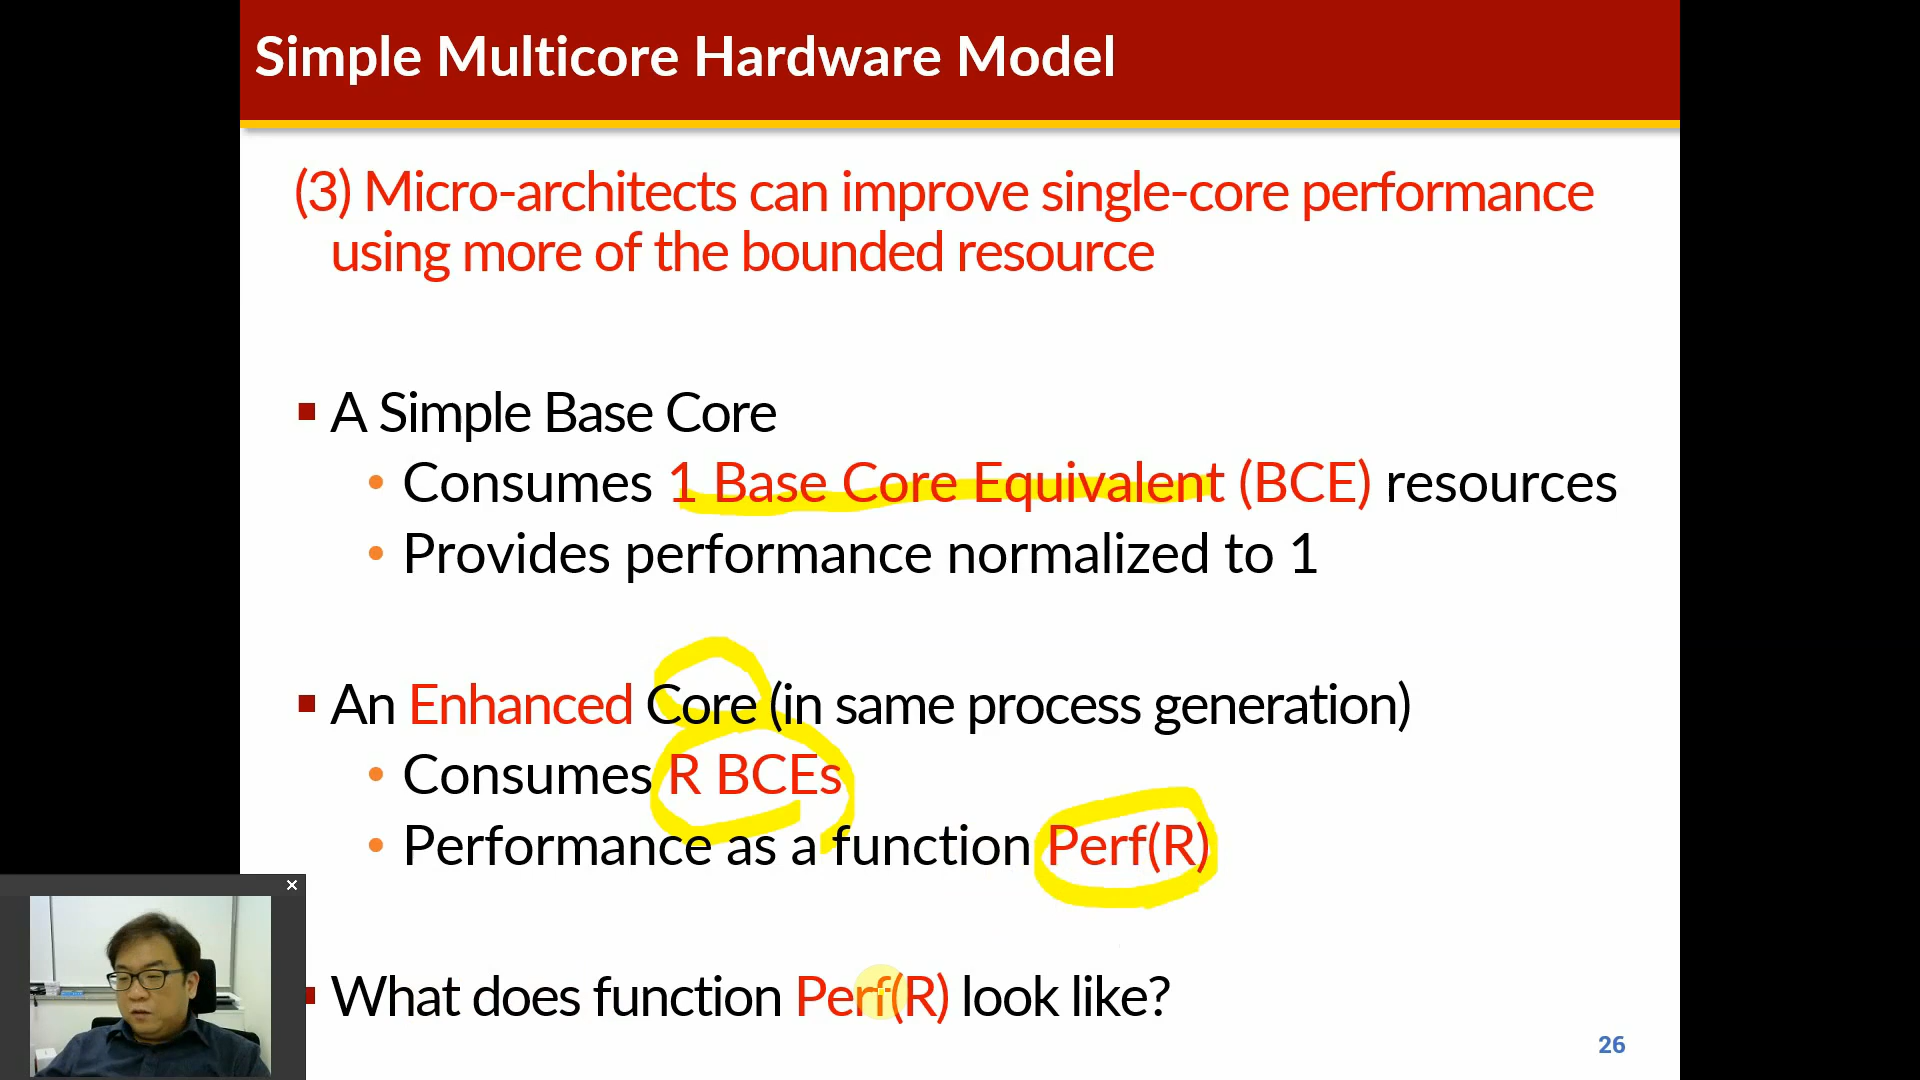 Simple Multicore Hardware Model
(3) Micro-architects can improve single-core performance
using more of the bounded resource
▪ A Simple Base Core
• Consumes 1 Base Core Equivalent (BCE) resources
• Provides performance normalized to 1
▪ An Enhanced Core (in same process generation)
• Consumes R BCEs
• Performance as a function Perf(R)
▪ What does function Perf(R) look like?
26